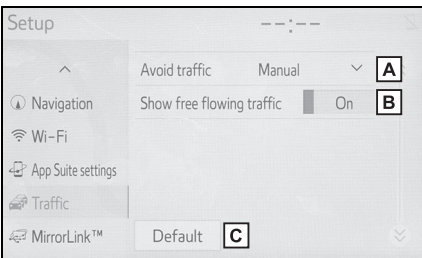 Setup
--:--
Avoid traffic Manual A
Navigation
Show free flowing traffic On B
Wi-Fi
App Suite settings
Traffic
MirrorLink™
Default C